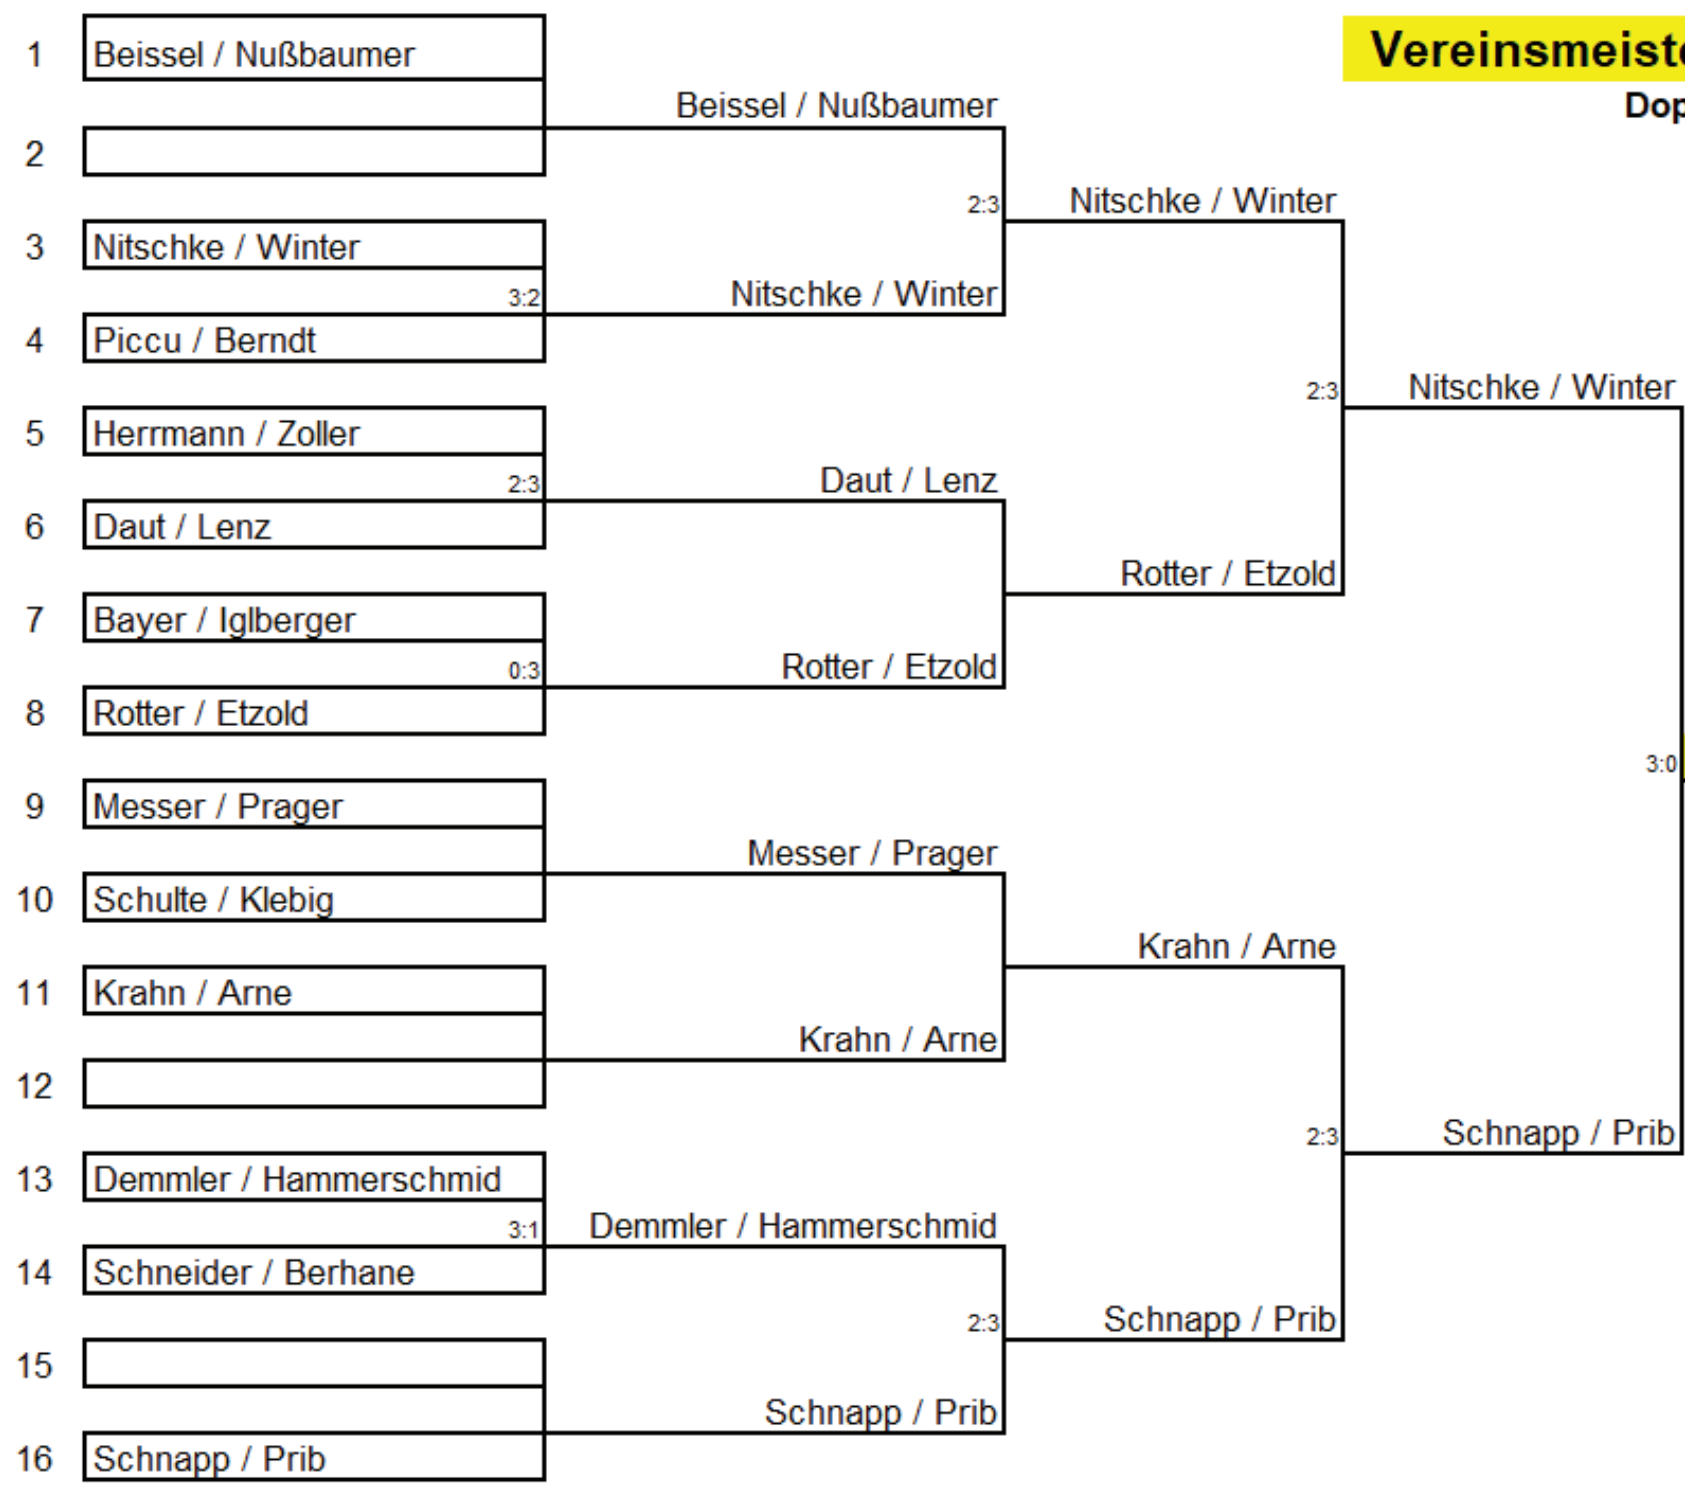 1 Beissel / Nußbaumer
Vereinsmeiste
Beissel / Nußbaumer
Dop
2
2:3
Nitschke / Winter
3 Nitschke / Winter
3:2
Nitschke / Winter
4 Piccu / Berndt
2:3
Nitschke / Winter
5 Herrmann / Zoller
2:3
Daut / Lenz
6 Daut / Lenz
Rotter / Etzold
7 Bayer / Iglberger
0:3
Rotter / Etzold
8 Rotter / Etzold
3:0
9 Messer / Prager
Messer / Prager
10 Schulte / Klebig
Krahn / Arne
11 Krahn / Arne
Krahn / Arne
12
2:3
Schnapp / Prib
13 Demmler / Hammerschmid
3:1
Demmler / Hammerschmid
14 Schneider / Berhane
2:3
Schnapp / Prib
15
Schnapp / Prib
16 Schnapp / Prib